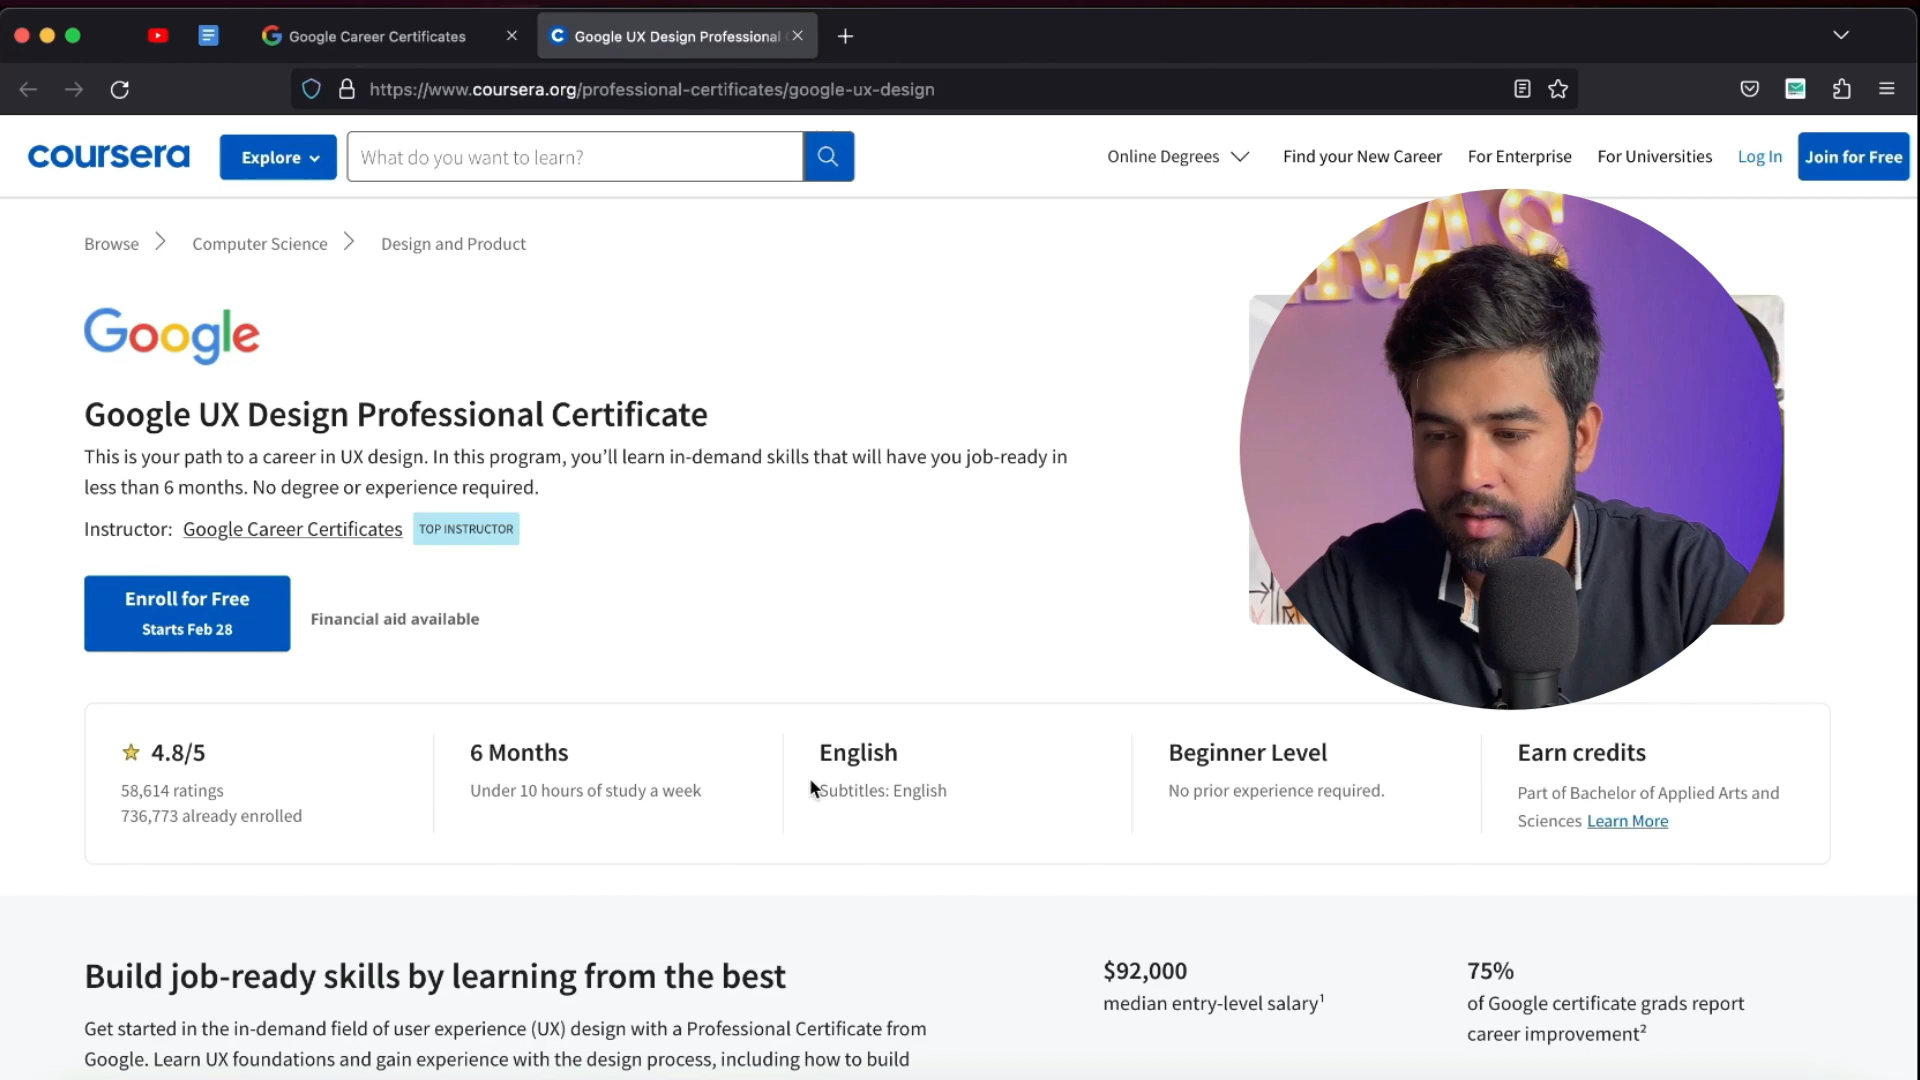 Google Career Certificates
Google UX Design Professional
https://www.coursera.org/professional-certificates/google-ux-design
coursera
Explore
What do you want to learn?
Online Degrees
Find your New Career
For Enterprise
For Universities
Log In
Join for Free
Browse
Computer Science
Design and Product
RAS
Google
Google UX Design Professional Certificate
This is your path to a career in UX design. In this program, you’ll learn in-demand skills that will have you job-ready in
less than 6 months. No degree or experience required.
Instructor: Google Career Certificates TOP INSTRUCTOR
Enroll for Free
Starts Feb 28
Financial aid available
4.8/5
58,614 ratings
736,773 already enrolled
6 Months
Under 10 hours of study a week
English
Subtitles: English
Beginner Level
No prior experience required.
Earn credits
Part of Bachelor of Applied Arts and
Sciences Learn More
Build job-ready skills by learning from the best
Get started in the in-demand field of user experience (UX) design with a Professional Certificate from
Google. Learn UX foundations and gain experience with the design process, including how to build
$92,000
median entry-level salary¹
75%
of Google certificate grads report
career improvement²